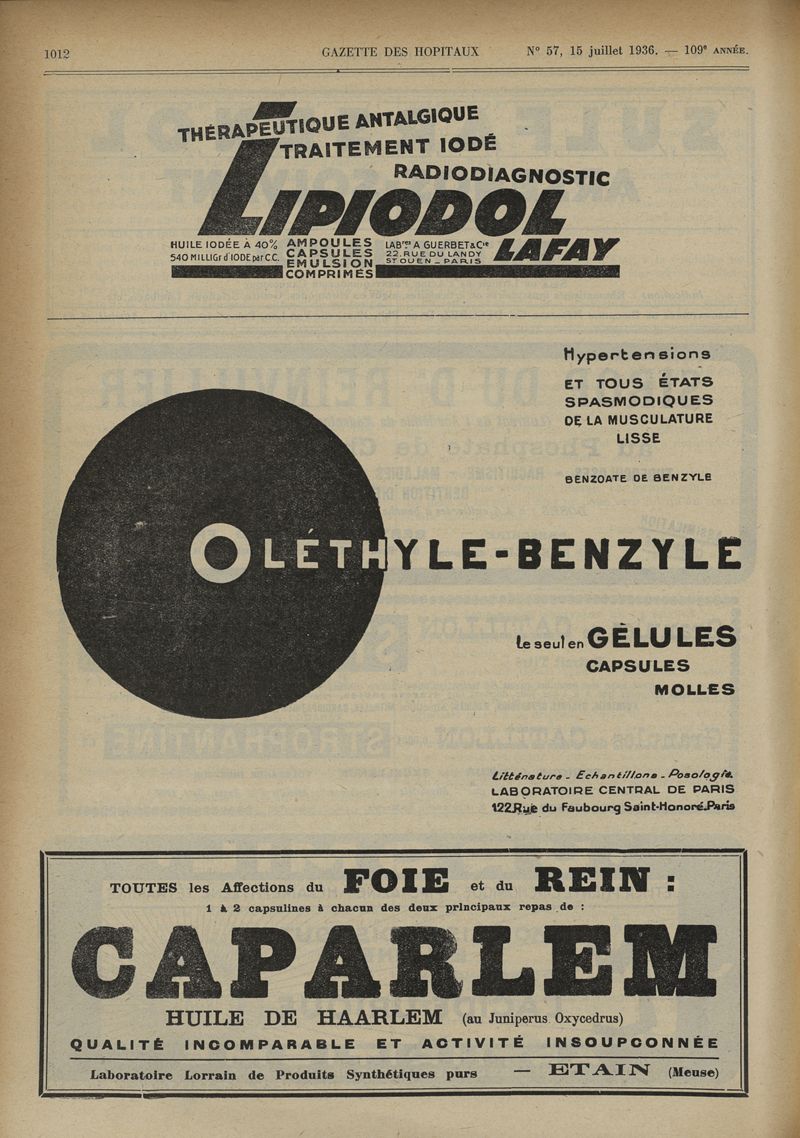 1012 GAZETTE DES HOPITAUX N° 57, 15 juillet 1936. — 109e ANNÉE.
THÉRAPEUTIQUE ANTALGIQUE
TRAITEMENT IODÉ
RADIODIAGNOSTIC
LIPIODOL
LAFAY
HUILE IODÉE À 40%
540 MILLIGr d'IODE par C.C.
AMPOULES
CAPSULES
EMULSION
COMPRIMÉS
LABres A GUERBET & Cie
22. RUE DU LANDY
ST OUEN - PARIS
Hypertensions
ET TOUS ÉTATS
SPASMODIQUES
DE LA MUSCULATURE
LISSE
BENZOATE DE BENZYLE
OLÉTHYLE-BENZYLE
Le seul en GÉLULES
CAPSULES
MOLLES
Littérature - Echantillons - Posologie.
LABORATOIRE CENTRAL DE PARIS
122 Rue du Faubourg Saint-Honoré. Paris
TOUTES les Affections du FOIE et du REIN :
1 à 2 capsulines à chacun des deux principaux repas de :
CAPARLEM
HUILE DE HAARLEM (au Juniperus Oxycedrus)
QUALITÉ INCOMPARABLE ET ACTIVITÉ INSOUPCONNÉE
Laboratoire Lorrain de Produits Synthétiques purs — ETAIN (Meuse)